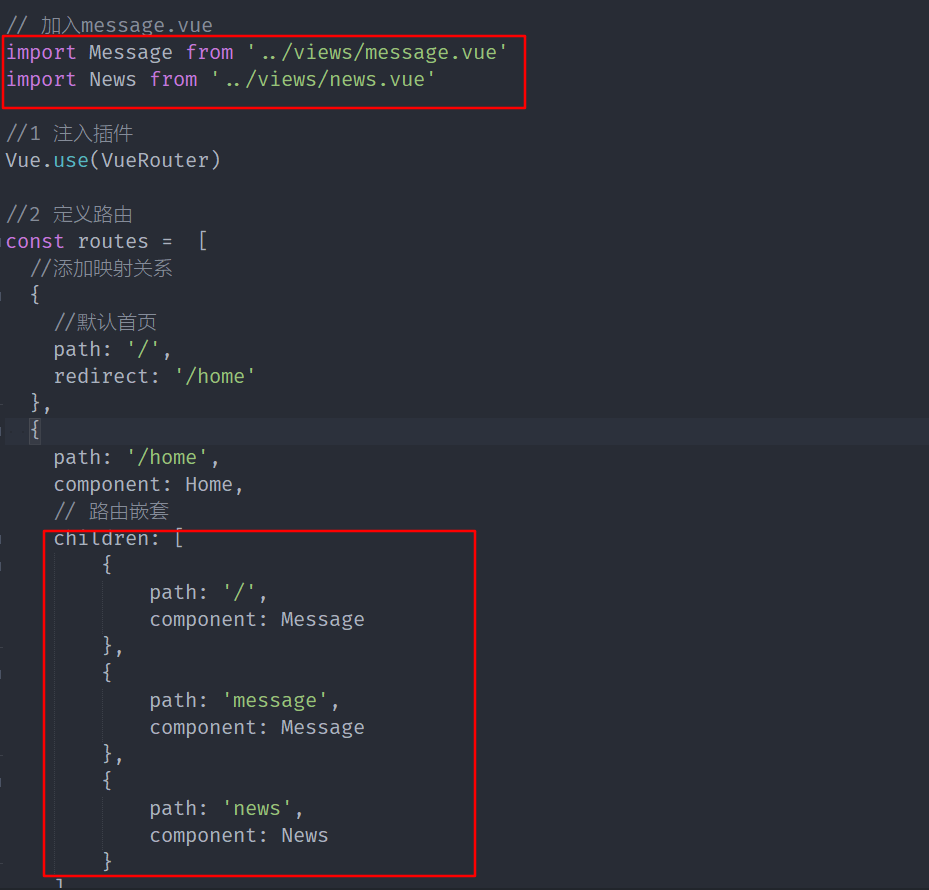 // 加入message.vue
import Message from '../views/message.vue'
import News from '../views/news.vue'
//1 注入插件
Vue.use(VueRouter)
//2 定义路由
const routes =  [
  //添加映射关系
  {
    //默认首页
    path: '/',
    redirect: '/home'
  },
  {
    path: '/home',
    component: Home,
    // 路由嵌套
    children: [
        {
            path: '/',
            component: Message
        },
        {
            path: 'message',
            component: Message
        },
        {
            path: 'news',
            component: News
        }
    ]